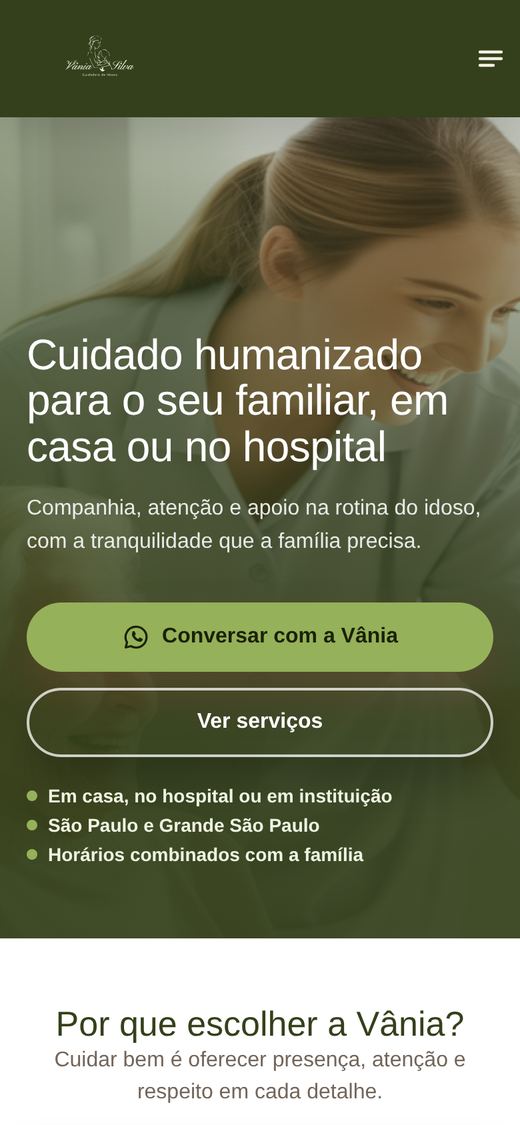 Vânia Silva
Cuidado humanizado
para o seu familiar, em
casa ou no hospital
Companhia, atenção e apoio na rotina do idoso,
com a tranquilidade que a família precisa.
Conversar com a Vânia
Ver serviços
Em casa, no hospital ou em instituição
São Paulo e Grande São Paulo
Horários combinados com a família
Por que escolher a Vânia?
Cuidar bem é oferecer presença, atenção e
respeito em cada detalhe.